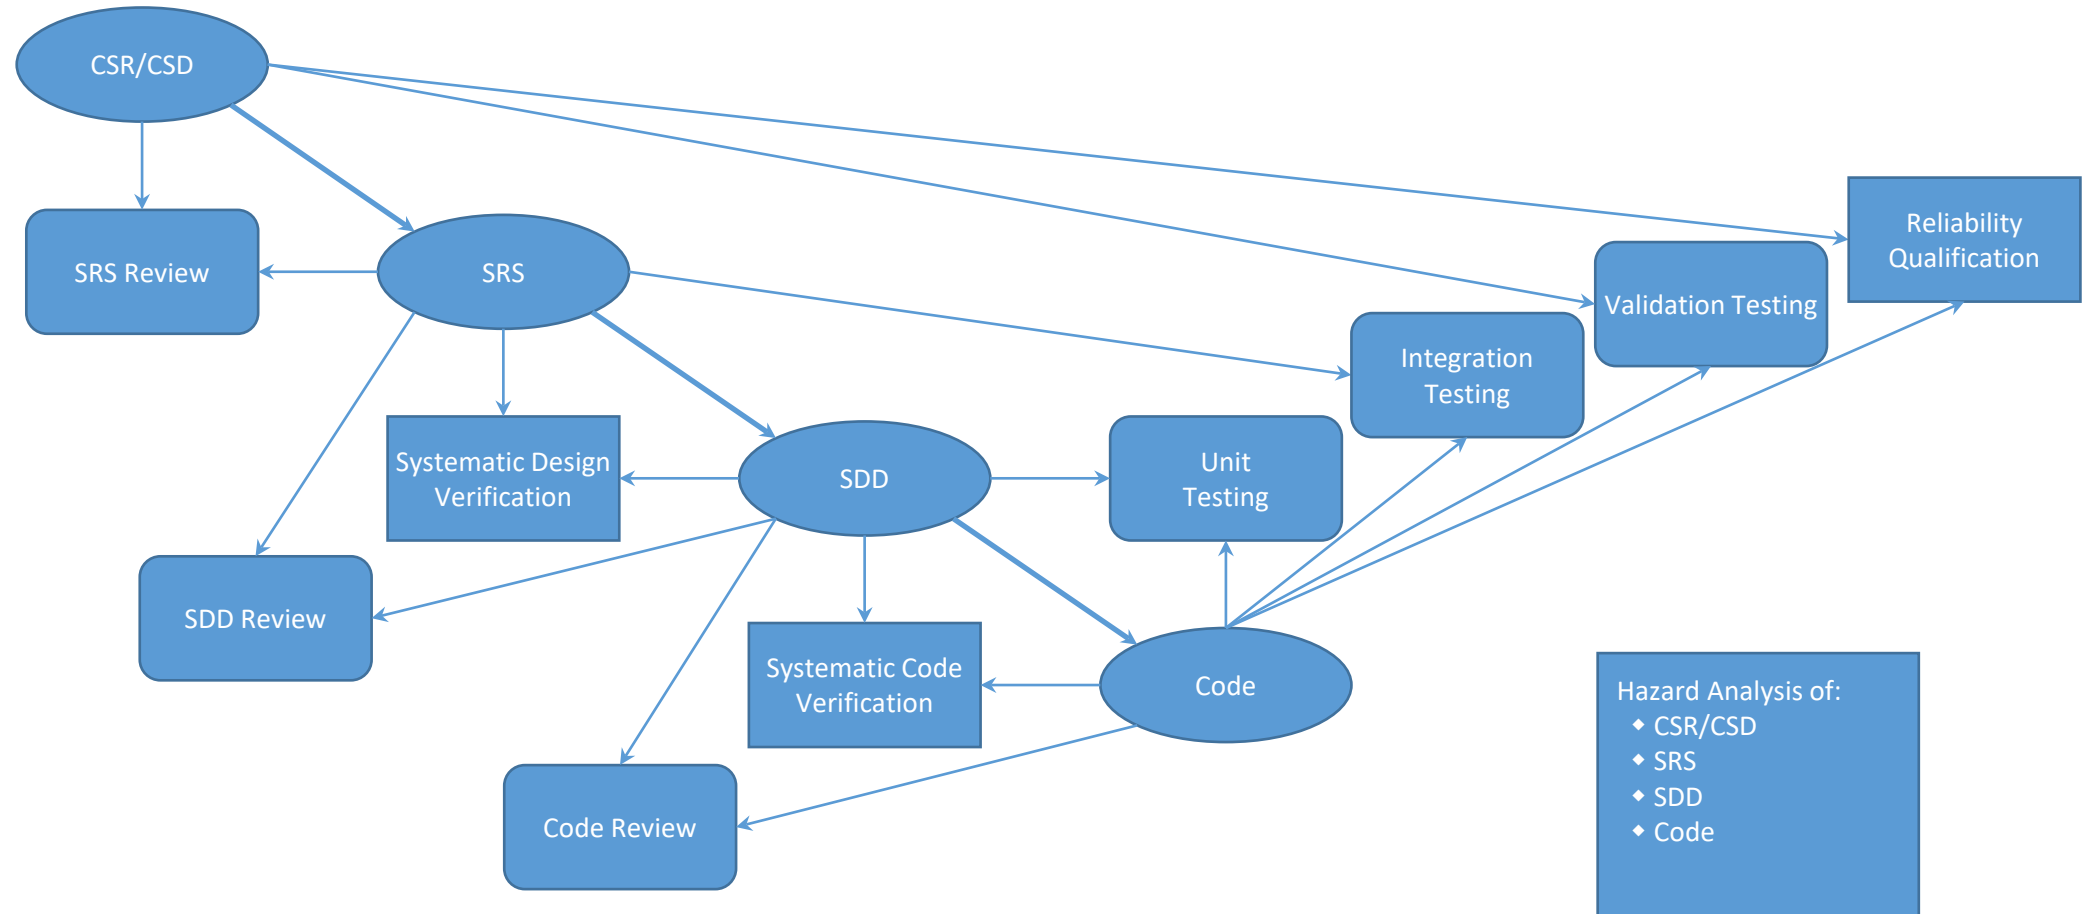 CSR/CSD
SRS Review
SRS
Reliability
Qualification
Validation Testing
Integration
Testing
Systematic Design
Verification
SDD
Unit
Testing
SDD Review
Systematic Code
Verification
Code
Code Review
Hazard Analysis of:
◆ CSR/CSD
◆ SRS
◆ SDD
◆ Code